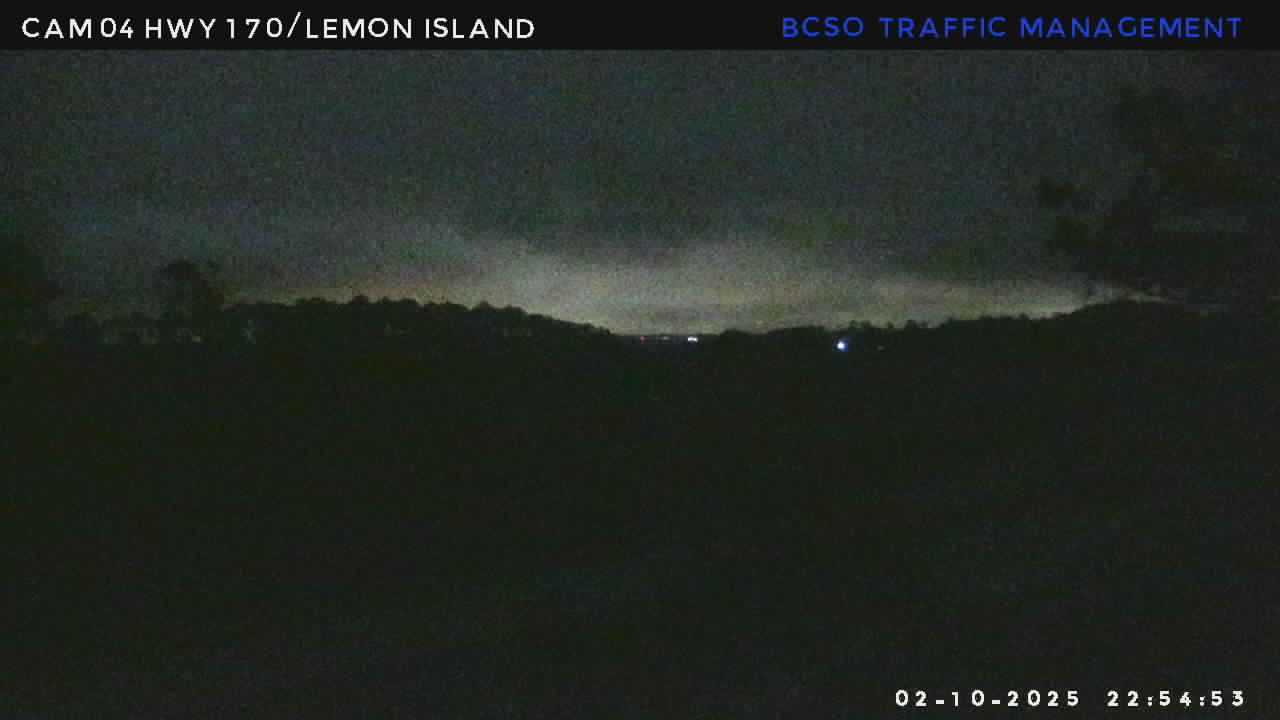 CAM04 HWY 170/LEMON ISLAND
BCSO TRAFFIC MANAGEMENT
02-10-2025 22:54:53